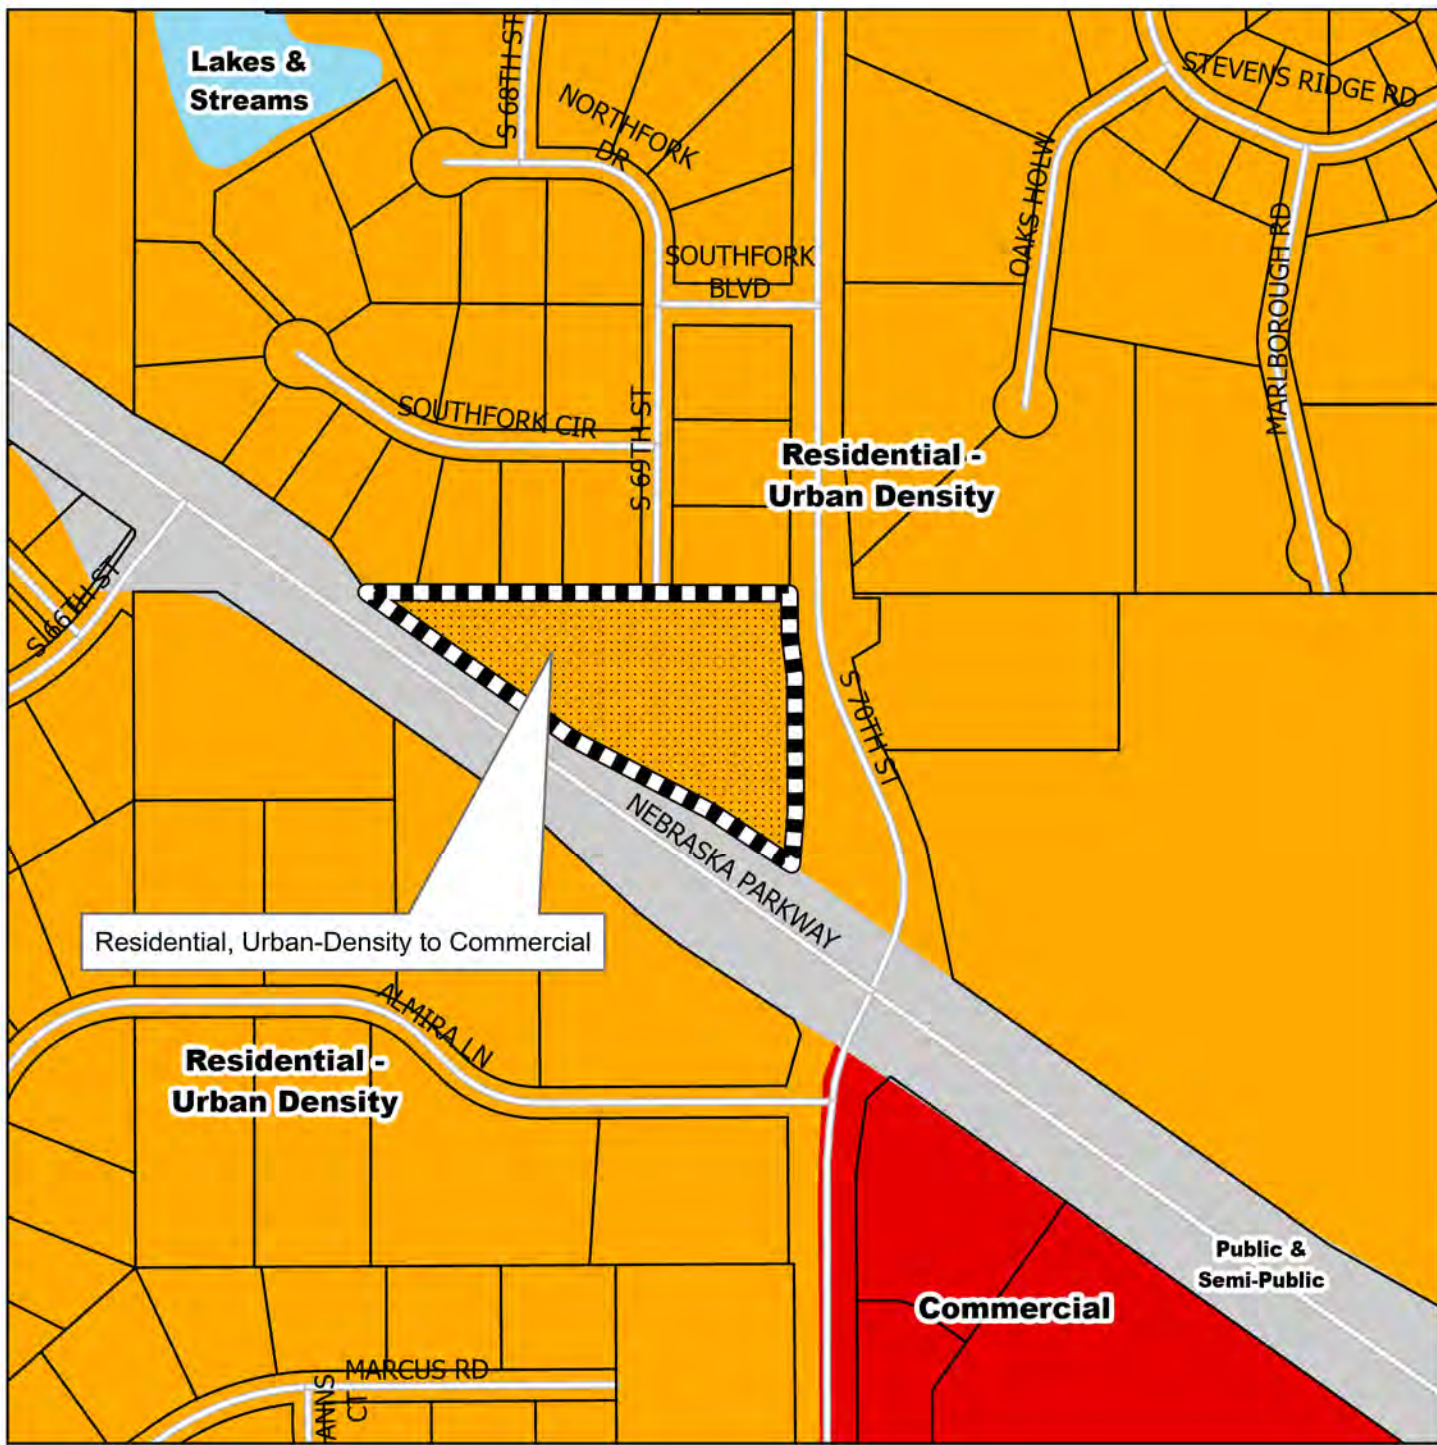 Lakes &
Streams
S 68TH ST
NORTHFORK
DR
STEVENS RIDGE RD
OAKS HOLW
MARLBOROUGH RD
SOUTHFORK
BLVD
SOUTHFORK CIR
S 69TH ST
Residential -
Urban Density
S 66TH ST
S 70TH ST
NEBRASKA PARKWAY
Residential, Urban-Density to Commercial
ALMIRA LN
Residential -
Urban Density
Public &
Semi-Public
Commercial
MARCUS RD
ANNS
CT